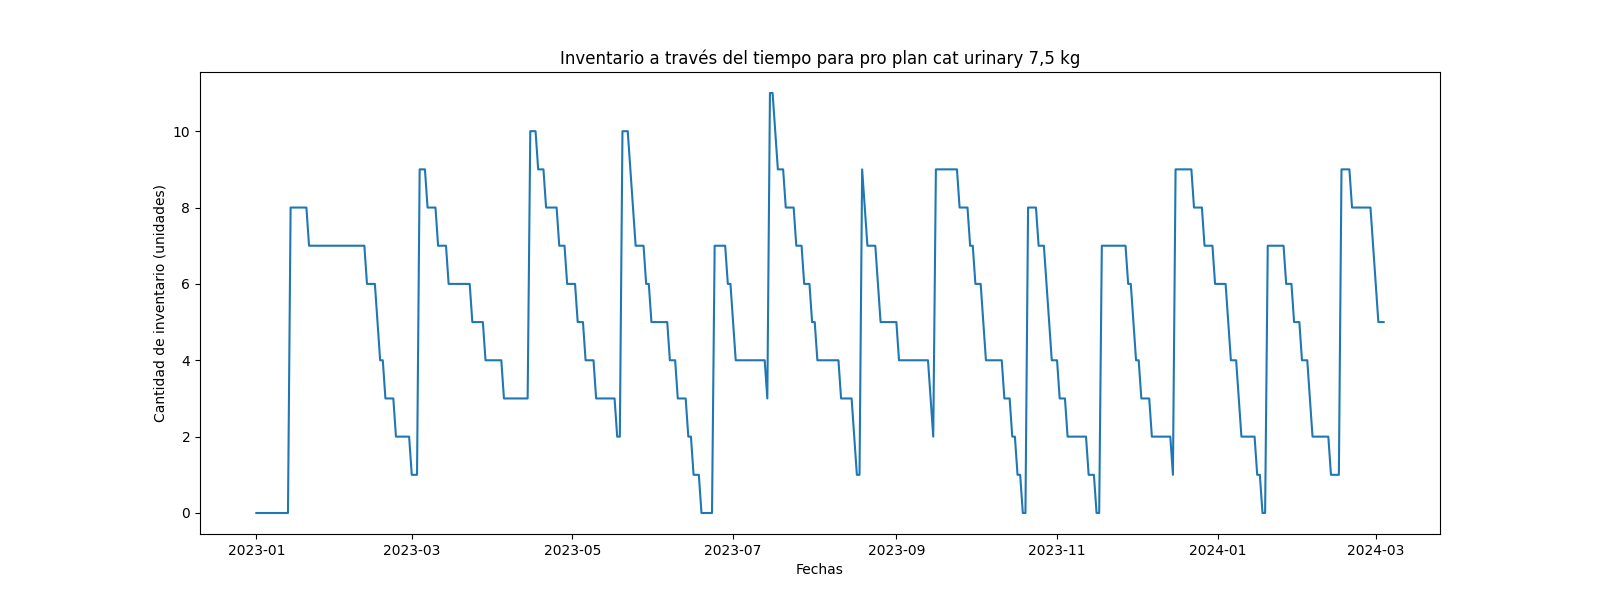 Inventario a través del tiempo para pro plan cat urinary 7,5 kg
Cantidad de inventario (unidades)
10
8
6
4
2
0
2023-01 2023-03 2023-05 2023-07 2023-09 2023-11 2024-01 2024-03
Fechas